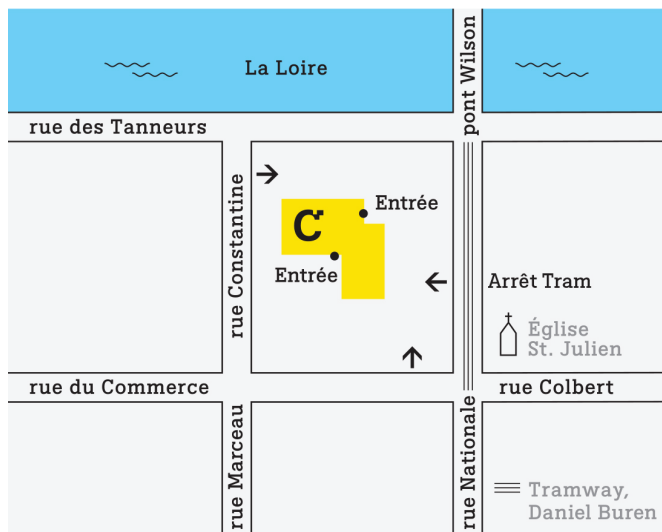 La Loire
pont Wilson
rue des Tanneurs
rue Constantine
Entrée
C
Entrée
Arrêt Tram
Église
St. Julien
rue du Commerce
rue Colbert
rue Marceau
rue Nationale
Tramway,
Daniel Buren